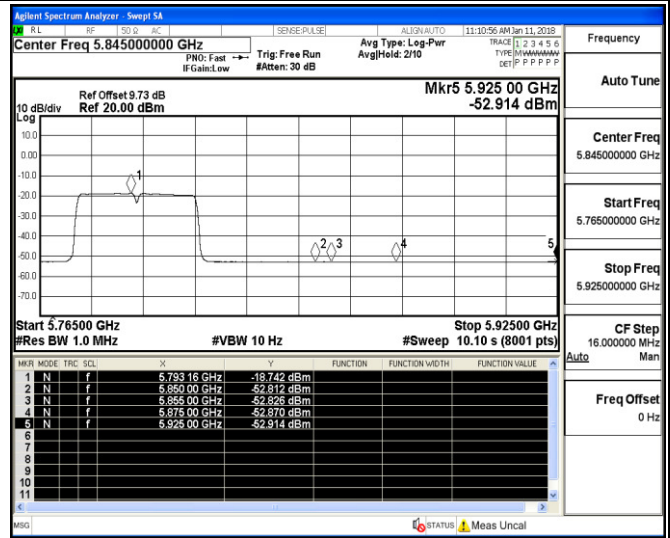 Agilent Spectrum Analyzer - Swept SA
RL RF 50 Ω AC SENSE:PULSE ALIGNAUTO 11:10:56 AM Jan 11, 2018
Center Freq 5.845000000 GHz
PNO: Fast
IFGain:Low
Trig: Free Run
#Atten: 30 dB
Avg Type: Log-Pwr
Avg|Hold: 2/10
TRACE 1 2 3 4 5 6
TYPE MWWWWW
DET P P P P P P
Mkr5 5.925 00 GHz
-52.914 dBm
Ref Offset 9.73 dB
10 dB/div Ref 20.00 dBm
Log
10.0
0.00
-10.0
-20.0
-30.0
-40.0
-50.0
-60.0
-70.0
1
2
3
4
5
Start 5.76500 GHz Stop 5.92500 GHz
#Res BW 1.0 MHz #VBW 10 Hz #Sweep 10.10 s (8001 pts)
MKR MODE TRC SCL X Y FUNCTION FUNCTION WIDTH FUNCTION VALUE
1 N f 5.793 16 GHz -18.742 dBm
2 N f 5.850 00 GHz -52.812 dBm
3 N f 5.855 00 GHz -52.826 dBm
4 N f 5.875 00 GHz -52.870 dBm
5 N f 5.925 00 GHz -52.914 dBm
6
7
8
9
10
11
MSG STATUS Meas Uncal
Frequency
Auto Tune
Center Freq
5.845000000 GHz
Start Freq
5.765000000 GHz
Stop Freq
5.925000000 GHz
CF Step
16.000000 MHz
Auto Man
Freq Offset
0 Hz